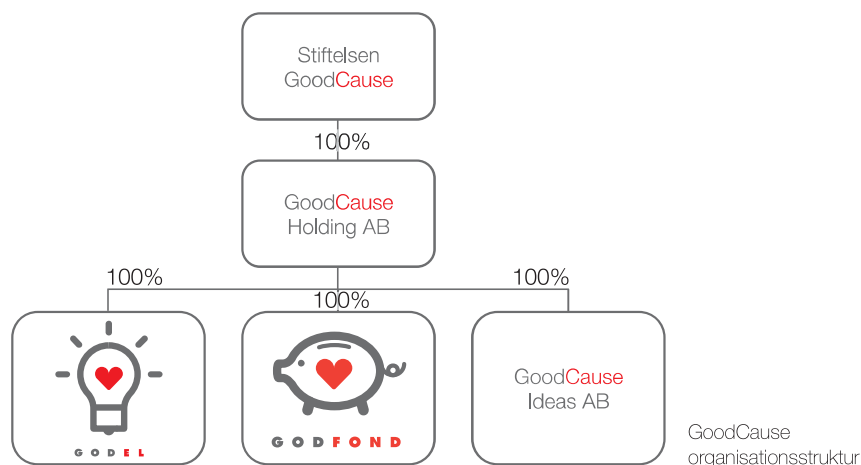 Stiftelsen
GoodCause
100%
GoodCause
Holding AB
100%
100%
100%
GODEL
GODFOND
GoodCause
Ideas AB
GoodCause
organisationsstruktur